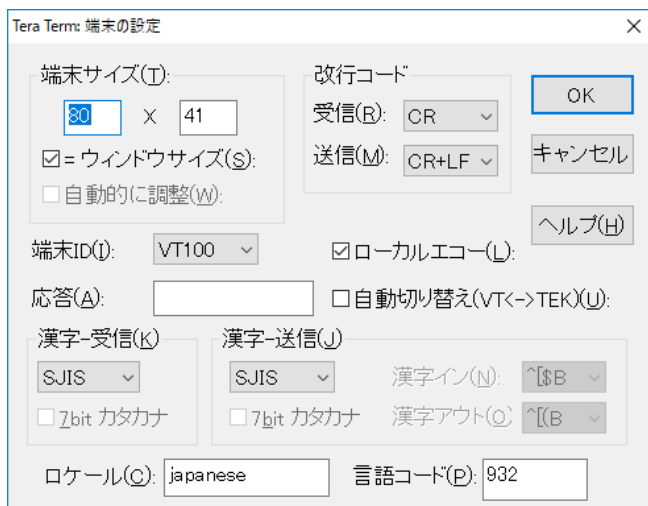 Tera Term: 端末の設定
端末サイズ(T):
80 X 41
=ウィンドウサイズ(S):
自動的に調整(W):
改行コード
受信(R): CR
送信(M): CR+LF
OK
キャンセル
ヘルプ(H)
端末ID(I): VT100
ローカルエコー(L):
応答(A):
自動切り替え(VT<->TEK)(U):
漢字-受信(K)
SJIS
7bit カタカナ
漢字-送信(J)
SJIS
7bit カタカナ
漢字イン(N): ^[$B
漢字アウト(O) ^[(B
ロケール(C): japanese
言語コード(P): 932